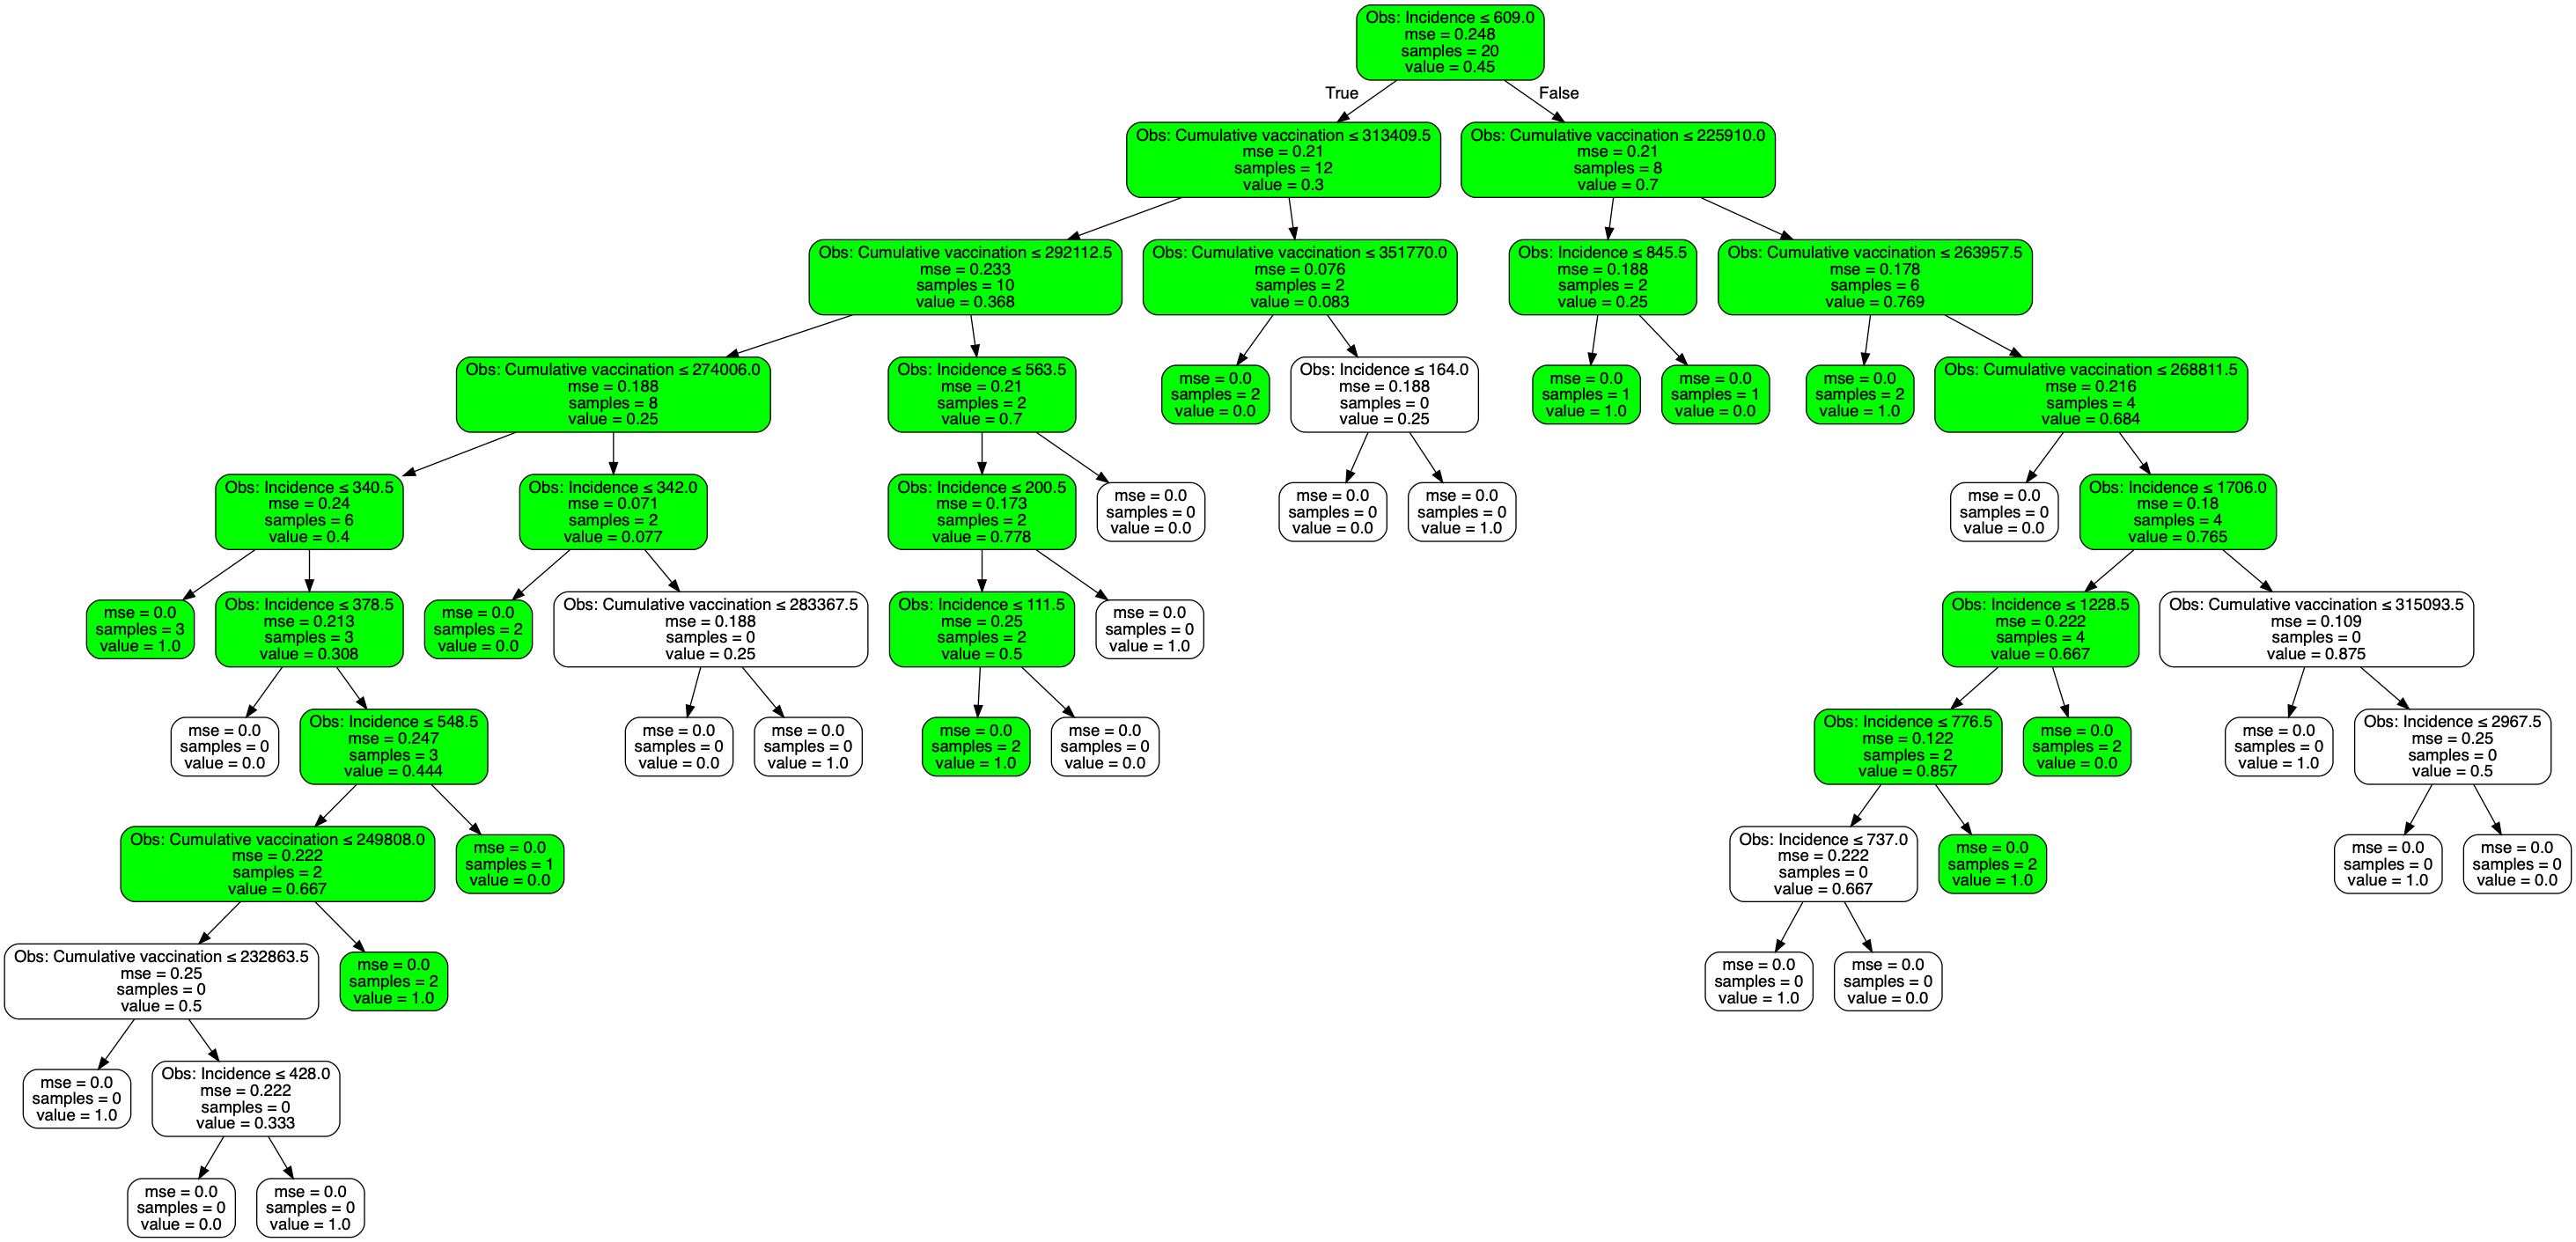 Obs: Incidence ≤ 609.0
mse = 0.248
samples = 20
value = 0.45
True
False
Obs: Cumulative vaccination ≤ 313409.5
mse = 0.21
samples = 12
value = 0.3
Obs: Cumulative vaccination ≤ 225910.0
mse = 0.21
samples = 8
value = 0.7
Obs: Cumulative vaccination ≤ 292112.5
mse = 0.233
samples = 10
value = 0.368
Obs: Cumulative vaccination ≤ 351770.0
mse = 0.076
samples = 2
value = 0.083
Obs: Incidence ≤ 845.5
mse = 0.188
samples = 2
value = 0.25
Obs: Cumulative vaccination ≤ 263957.5
mse = 0.178
samples = 6
value = 0.769
Obs: Cumulative vaccination ≤ 274006.0
mse = 0.188
samples = 8
value = 0.25
Obs: Incidence ≤ 563.5
mse = 0.21
samples = 2
value = 0.7
mse = 0.0
samples = 2
value = 0.0
Obs: Incidence ≤ 164.0
mse = 0.188
samples = 0
value = 0.25
mse = 0.0
samples = 1
value = 1.0
mse = 0.0
samples = 1
value = 0.0
mse = 0.0
samples = 2
value = 1.0
Obs: Cumulative vaccination ≤ 268811.5
mse = 0.216
samples = 4
value = 0.684
Obs: Incidence ≤ 340.5
mse = 0.24
samples = 6
value = 0.4
Obs: Incidence ≤ 342.0
mse = 0.071
samples = 2
value = 0.077
Obs: Incidence ≤ 200.5
mse = 0.173
samples = 2
value = 0.778
mse = 0.0
samples = 0
value = 0.0
mse = 0.0
samples = 0
value = 0.0
mse = 0.0
samples = 0
value = 1.0
mse = 0.0
samples = 0
value = 0.0
Obs: Incidence ≤ 1706.0
mse = 0.18
samples = 4
value = 0.765
mse = 0.0
samples = 3
value = 1.0
Obs: Incidence ≤ 378.5
mse = 0.213
samples = 3
value = 0.308
mse = 0.0
samples = 2
value = 0.0
Obs: Cumulative vaccination ≤ 283367.5
mse = 0.188
samples = 0
value = 0.25
Obs: Incidence ≤ 111.5
mse = 0.25
samples = 2
value = 0.5
mse = 0.0
samples = 0
value = 1.0
Obs: Incidence ≤ 1228.5
mse = 0.222
samples = 4
value = 0.667
Obs: Cumulative vaccination ≤ 315093.5
mse = 0.109
samples = 0
value = 0.875
mse = 0.0
samples = 0
value = 0.0
Obs: Incidence ≤ 548.5
mse = 0.247
samples = 3
value = 0.444
mse = 0.0
samples = 0
value = 0.0
mse = 0.0
samples = 0
value = 1.0
mse = 0.0
samples = 2
value = 1.0
mse = 0.0
samples = 0
value = 0.0
Obs: Incidence ≤ 776.5
mse = 0.122
samples = 2
value = 0.857
mse = 0.0
samples = 2
value = 0.0
mse = 0.0
samples = 0
value = 1.0
Obs: Incidence ≤ 2967.5
mse = 0.25
samples = 0
value = 0.5
Obs: Cumulative vaccination ≤ 249808.0
mse = 0.222
samples = 2
value = 0.667
mse = 0.0
samples = 1
value = 0.0
Obs: Incidence ≤ 737.0
mse = 0.222
samples = 0
value = 0.667
mse = 0.0
samples = 2
value = 1.0
mse = 0.0
samples = 0
value = 1.0
mse = 0.0
samples = 0
value = 0.0
Obs: Cumulative vaccination ≤ 232863.5
mse = 0.25
samples = 0
value = 0.5
mse = 0.0
samples = 2
value = 1.0
mse = 0.0
samples = 0
value = 1.0
mse = 0.0
samples = 0
value = 0.0
mse = 0.0
samples = 0
value = 1.0
Obs: Incidence ≤ 428.0
mse = 0.222
samples = 0
value = 0.333
mse = 0.0
samples = 0
value = 0.0
mse = 0.0
samples = 0
value = 1.0